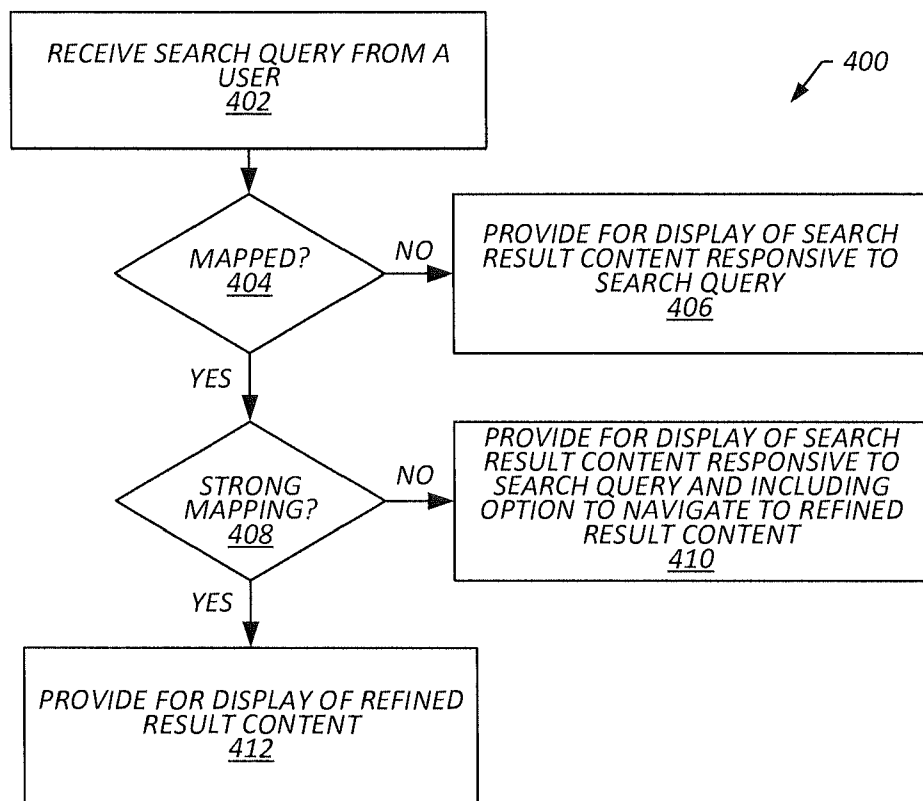 RECEIVE SEARCH QUERY FROM A
USER
402
400
MAPPED?
404
NO
PROVIDE FOR DISPLAY OF SEARCH
RESULT CONTENT RESPONSIVE TO
SEARCH QUERY
406
YES
STRONG
MAPPING?
408
NO
PROVIDE FOR DISPLAY OF SEARCH
RESULT CONTENT RESPONSIVE TO
SEARCH QUERY AND INCLUDING
OPTION TO NAVIGATE TO REFINED
RESULT CONTENT
410
YES
PROVIDE FOR DISPLAY OF REFINED
RESULT CONTENT
412